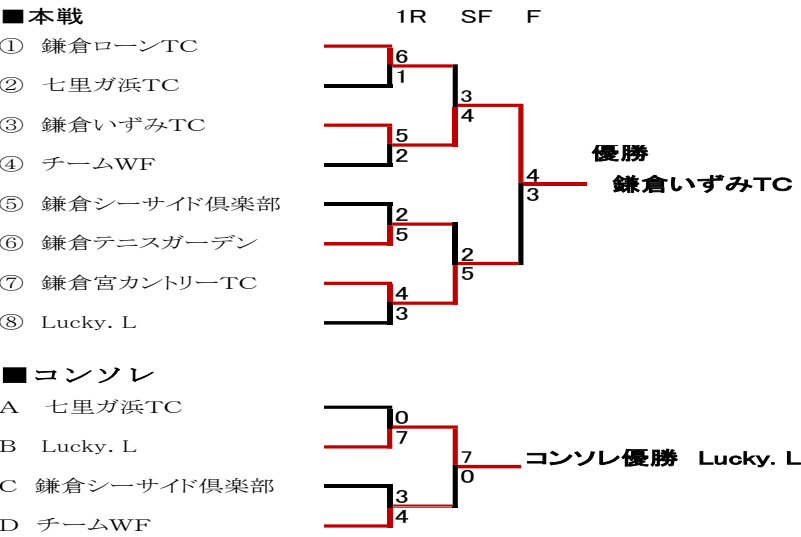 ■本戦 1R SF F
① 鎌倉ローンTC
6
② 七里ガ浜TC
1
3
③ 鎌倉いずみTC
4
5
④ チームWF
2
優勝
4
鎌倉いずみTC
3
⑤ 鎌倉シーサイド倶楽部
2
⑥ 鎌倉テニスガーデン
5
2
⑦ 鎌倉宮カントリーTC
5
4
⑧ Lucky. L
3
■コンソレ
A 七里ガ浜TC
0
B Lucky. L
7
7
コンソレ優勝 Lucky. L
0
C 鎌倉シーサイド倶楽部
3
D チームWF
4